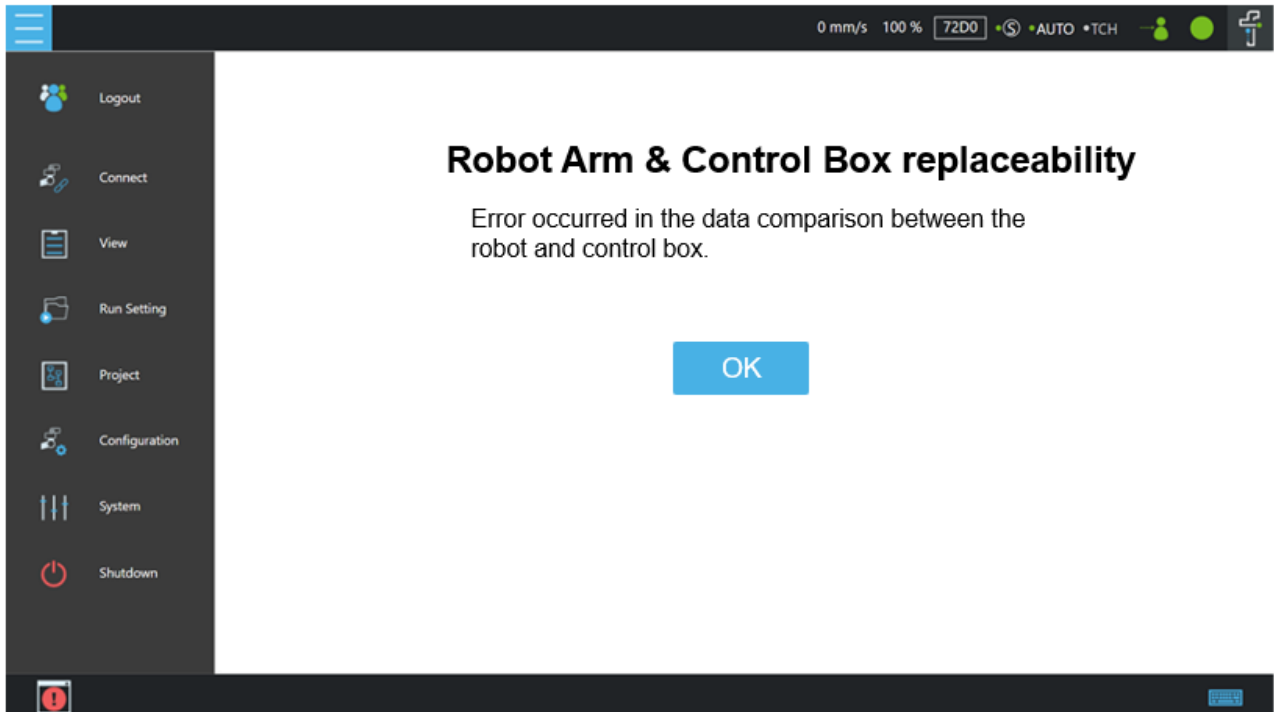 0 mm/s 100 % 72D0 •Ⓢ •AUTO •TCH
Logout
Connect
View
Run Setting
Project
Configuration
System
Shutdown
Robot Arm & Control Box replaceability
Error occurred in the data comparison between the
robot and control box.
OK